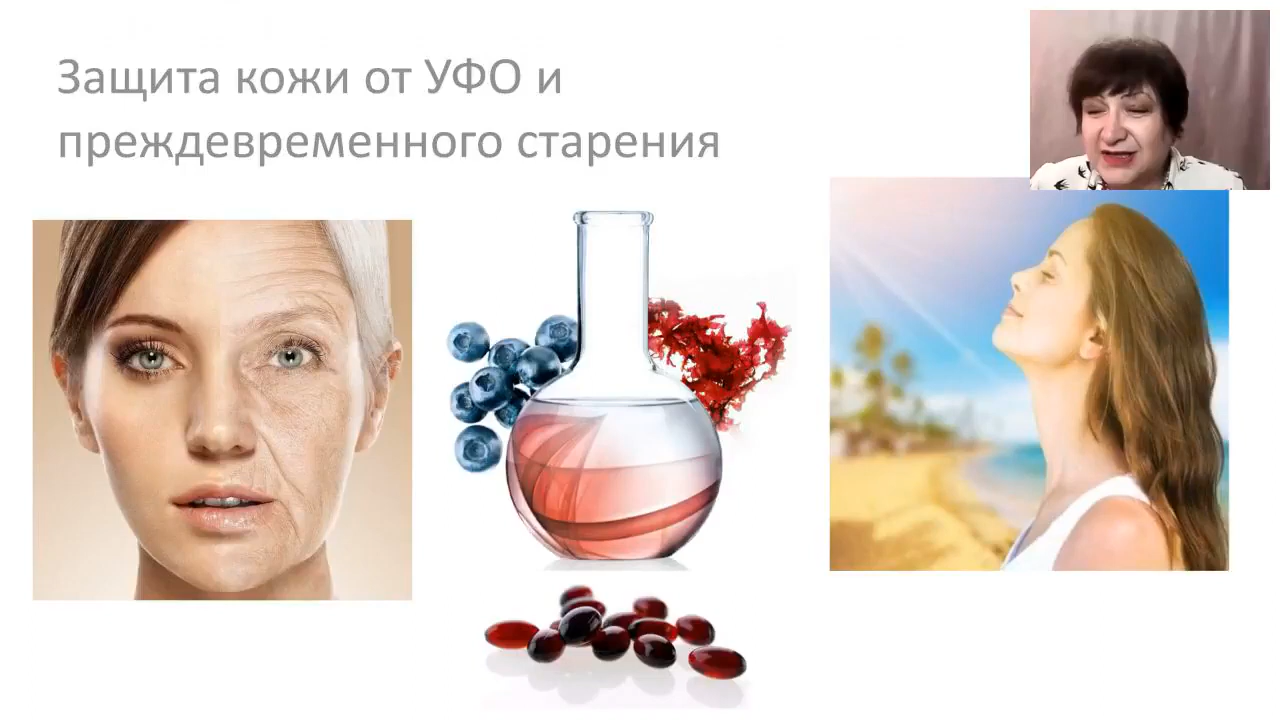 Защита кожи от УФО и
преждевременного старения